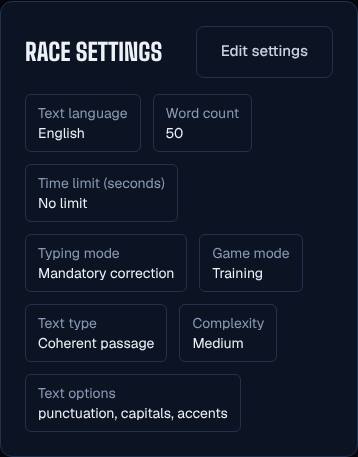 RACE SETTINGS
Edit settings
Text language
English
Word count
50
Time limit (seconds)
No limit
Typing mode
Mandatory correction
Game mode
Training
Text type
Coherent passage
Complexity
Medium
Text options
punctuation, capitals, accents